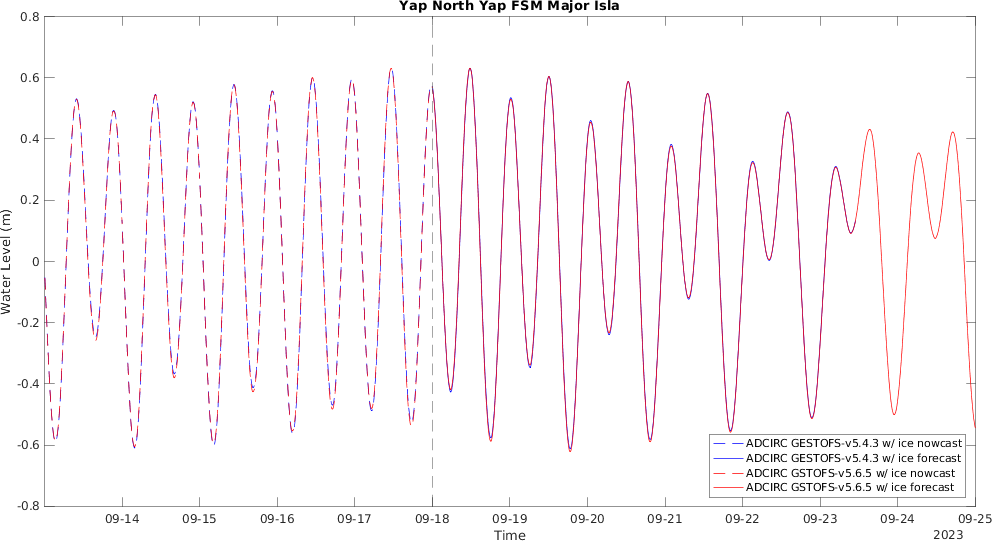 Yap North Yap FSM Major Isla
0.8
0.6
0.4
0.2
0
-0.2
-0.4
-0.6
-0.8
Water Level (m)
ADCIRC GESTOFS-v5.4.3 w/ ice nowcast
ADCIRC GESTOFS-v5.4.3 w/ ice forecast
ADCIRC GSTOFS-v5.6.5 w/ ice nowcast
ADCIRC GSTOFS-v5.6.5 w/ ice forecast
09-14 09-15 09-16 09-17 09-18 09-19 09-20 09-21 09-22 09-23 09-24 09-25
Time
2023